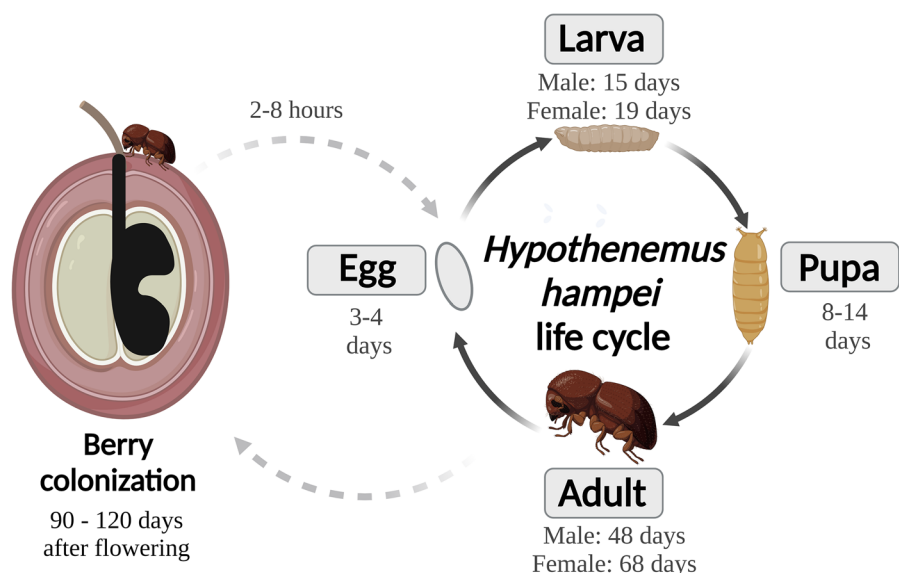 Larva
Male: 15 days
Female: 19 days
2-8 hours
Hypothenemus
hampei
life cycle
Egg
3-4
days
Pupa
8-14
days
Berry
colonization
90 - 120 days
after flowering
Adult
Male: 48 days
Female: 68 days